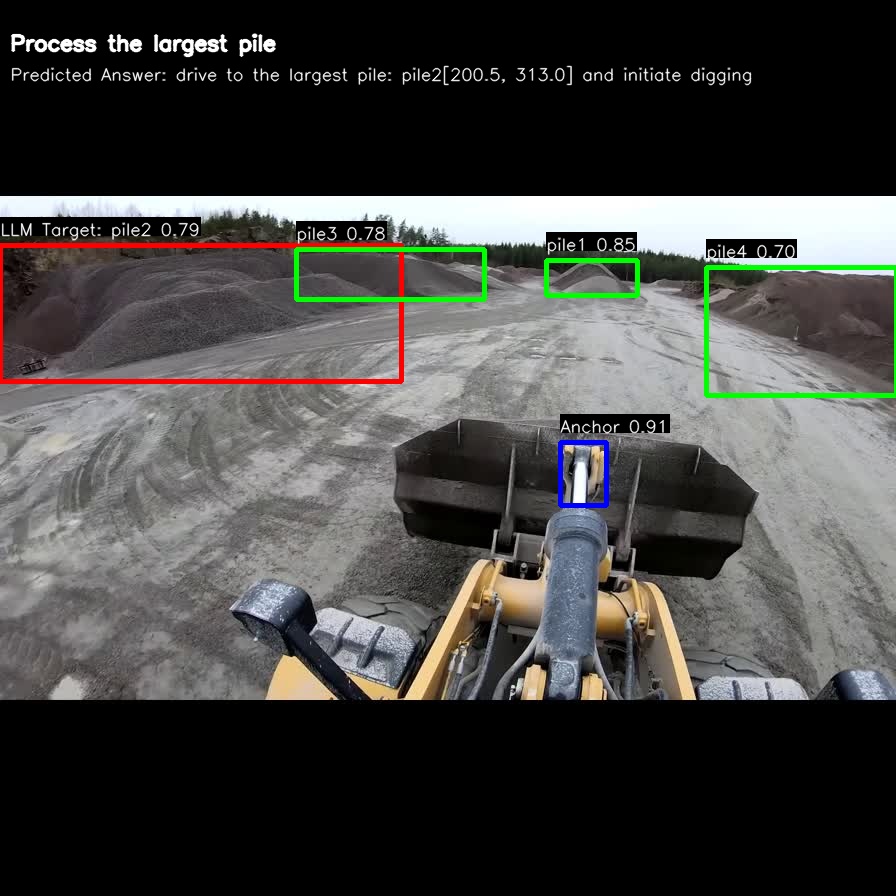 Process the largest pile
Predicted Answer: drive to the largest pile: pile2[200.5, 313.0] and initiate digging
LLM Target: pile2 0.79
pile3 0.78
pile1 0.85
pile4 0.70
Anchor 0.91